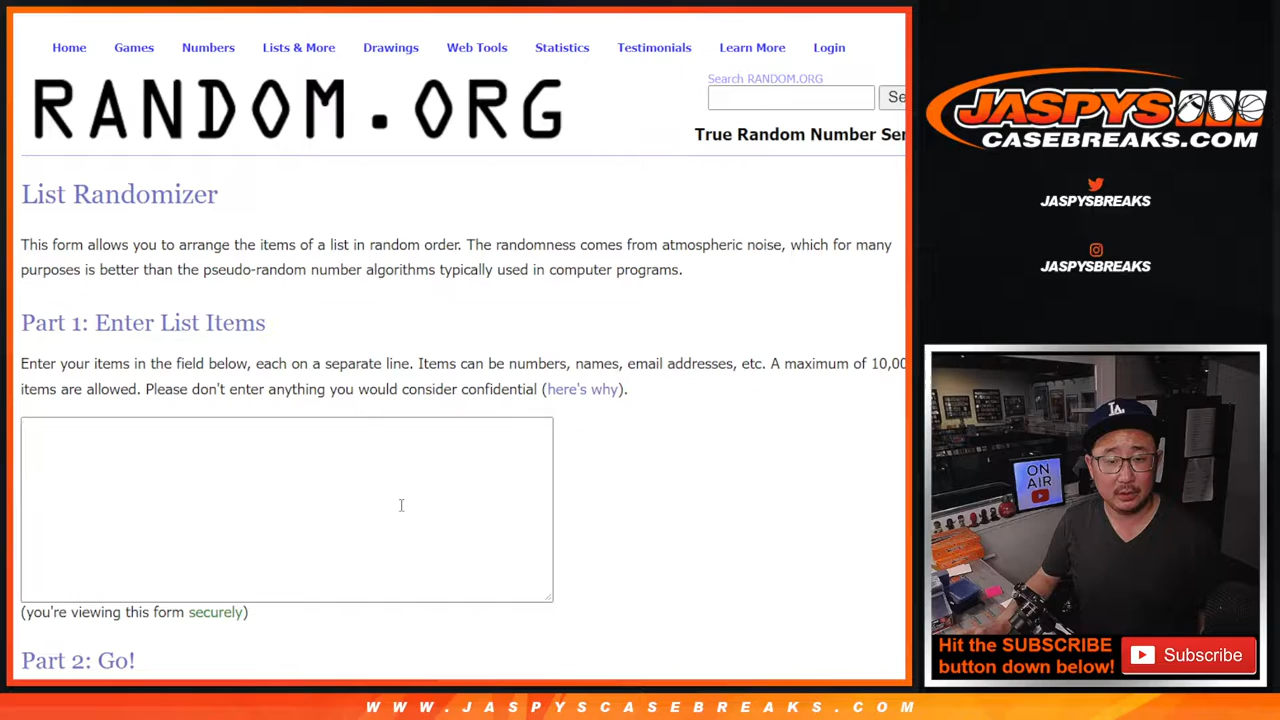 Home Games Numbers Lists & More Drawings Web Tools Statistics Testimonials Learn More Login
RANDOM.ORG
Search RANDOM.ORG
Se
True Random Number Ser
List Randomizer
This form allows you to arrange the items of a list in random order. The randomness comes from atmospheric noise, which for many
purposes is better than the pseudo-random number algorithms typically used in computer programs.
Part 1: Enter List Items
Enter your items in the field below, each on a separate line. Items can be numbers, names, email addresses, etc. A maximum of 10,00
items are allowed. Please don't enter anything you would consider confidential (here's why).
(you're viewing this form securely)
Part 2: Go!
JASPYS
CASEBREAKS.COM
JASPYSBREAKS
JASPYSBREAKS
LA
ON
AIR
Hit the SUBSCRIBE
button down below!
Subscribe
WWW.JASPYSCASEBREAKS.COM